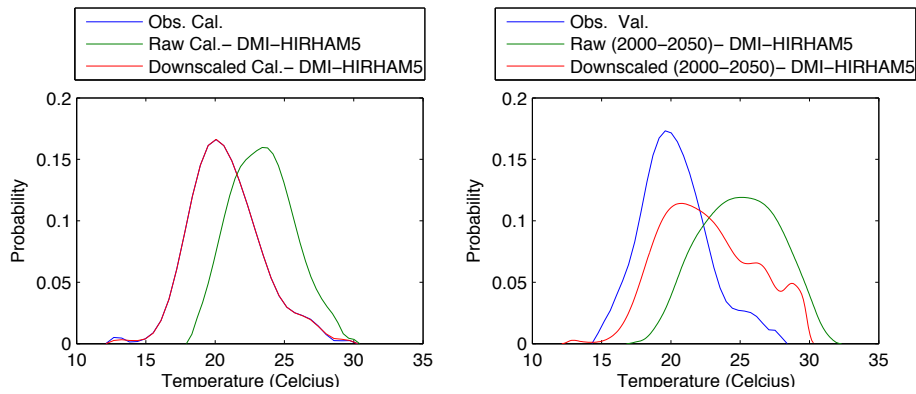 Obs. Cal.
Raw Cal.– DMI–HIRHAM5
Downscaled Cal.– DMI–HIRHAM5
0.2
0.15
0.1
0.05
0
Probability
10 15 20 25 30 35
Temperature (Celcius)
Obs. Val.
Raw (2000–2050)– DMI–HIRHAM5
Downscaled (2000–2050)– DMI–HIRHAM5
0.2
0.15
0.1
0.05
0
Probability
10 15 20 25 30 35
Temperature (Celcius)